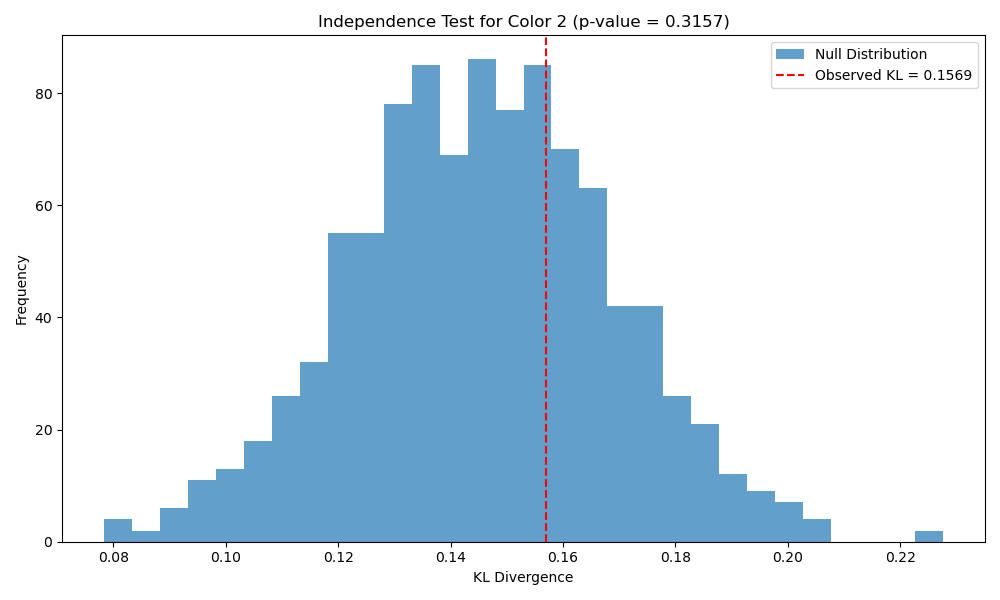 Independence Test for Color 2 (p-value = 0.3157)
Null Distribution
Observed KL = 0.1569
Frequency
80
60
40
20
0
0.08 0.10 0.12 0.14 0.16 0.18 0.20 0.22
KL Divergence